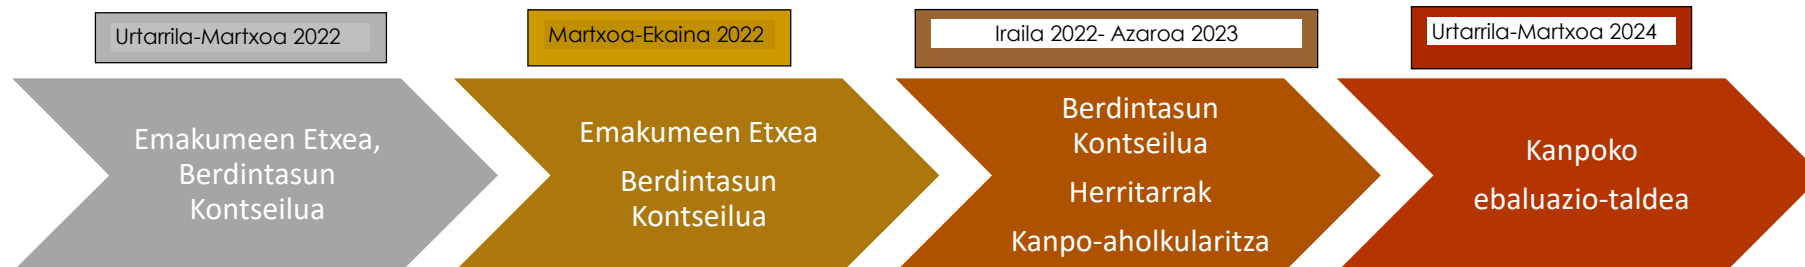 Urtarrila-Martxoa 2022
Emakumeen Etxea,
Berdintasun
Kontseilua
Martxoa-Ekaina 2022
Emakumeen Etxea
Berdintasun
Kontseilua
Iraila 2022- Azaroa 2023
Berdintasun
Kontseilua
Herritarrak
Kanpo-aholkularitza
Urtarrila-Martxoa 2024
Kanpoko
ebaluazio-taldea